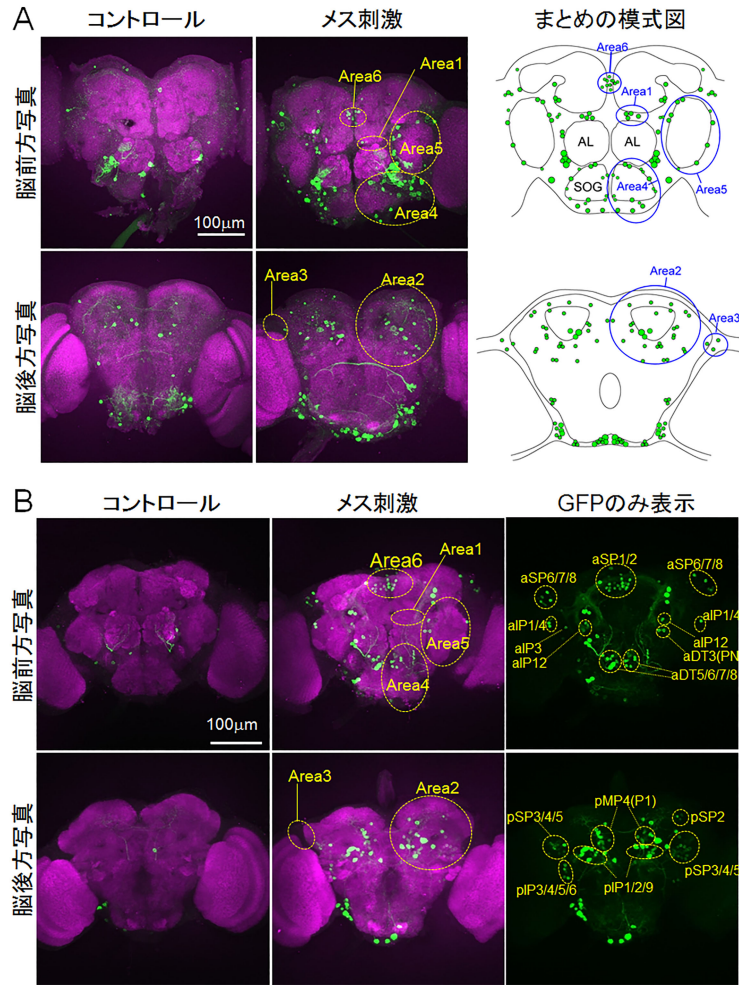 A
コントロール
メス刺激
まとめの模式図
脳前方写真
100μm
Area6
Area1
Area5
Area4
Area6
Area1
AL
AL
SOG
Area4
Area5
脳後方写真
Area3
Area2
Area2
Area3
B
コントロール
メス刺激
GFPのみ表示
脳前方写真
100μm
Area6
Area1
Area5
Area4
aSP6/7/8
aSP1/2
aSP6/7/8
aIP1/4
aIP3
aIP12
aIP1/4
aIP12
aDT3(PN
aDT5/6/7/8
脳後方写真
Area3
Area2
pMP4(P1)
pSP2
pSP3/4/5
pSP3/4/5
pIP3/4/5/6
pIP1/2/9